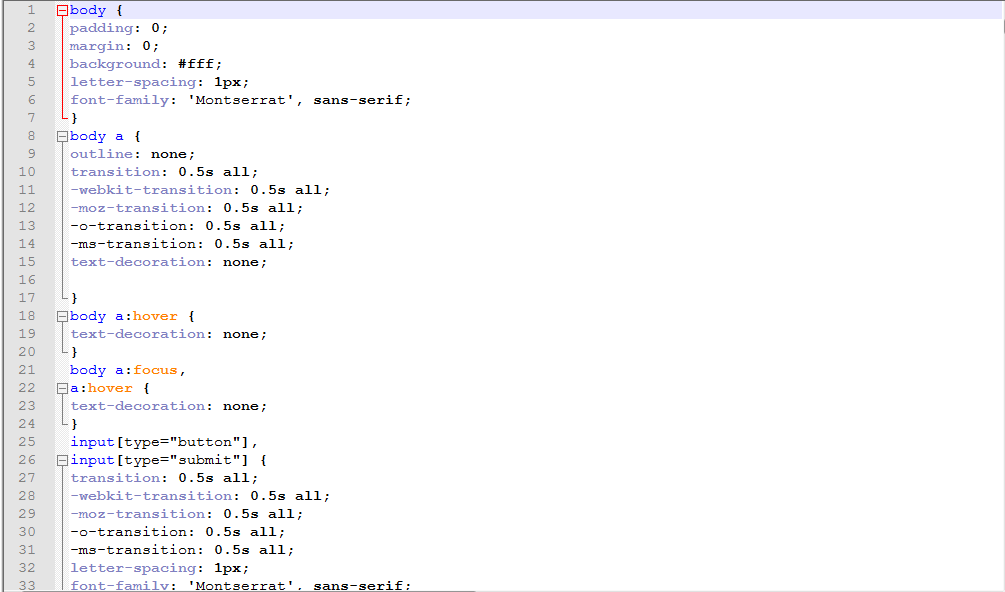 1 body {
2 padding: 0;
3 margin: 0;
4 background: #fff;
5 letter-spacing: 1px;
6 font-family: 'Montserrat', sans-serif;
7 }
8 body a {
9 outline: none;
10 transition: 0.5s all;
11 -webkit-transition: 0.5s all;
12 -moz-transition: 0.5s all;
13 -o-transition: 0.5s all;
14 -ms-transition: 0.5s all;
15 text-decoration: none;
16
17 }
18 body a:hover {
19 text-decoration: none;
20 }
21 body a:focus,
22 a:hover {
23 text-decoration: none;
24 }
25 input[type="button"],
26 input[type="submit"] {
27 transition: 0.5s all;
28 -webkit-transition: 0.5s all;
29 -moz-transition: 0.5s all;
30 -o-transition: 0.5s all;
31 -ms-transition: 0.5s all;
32 letter-spacing: 1px;
33 font-family: 'Montserrat', sans-serif;